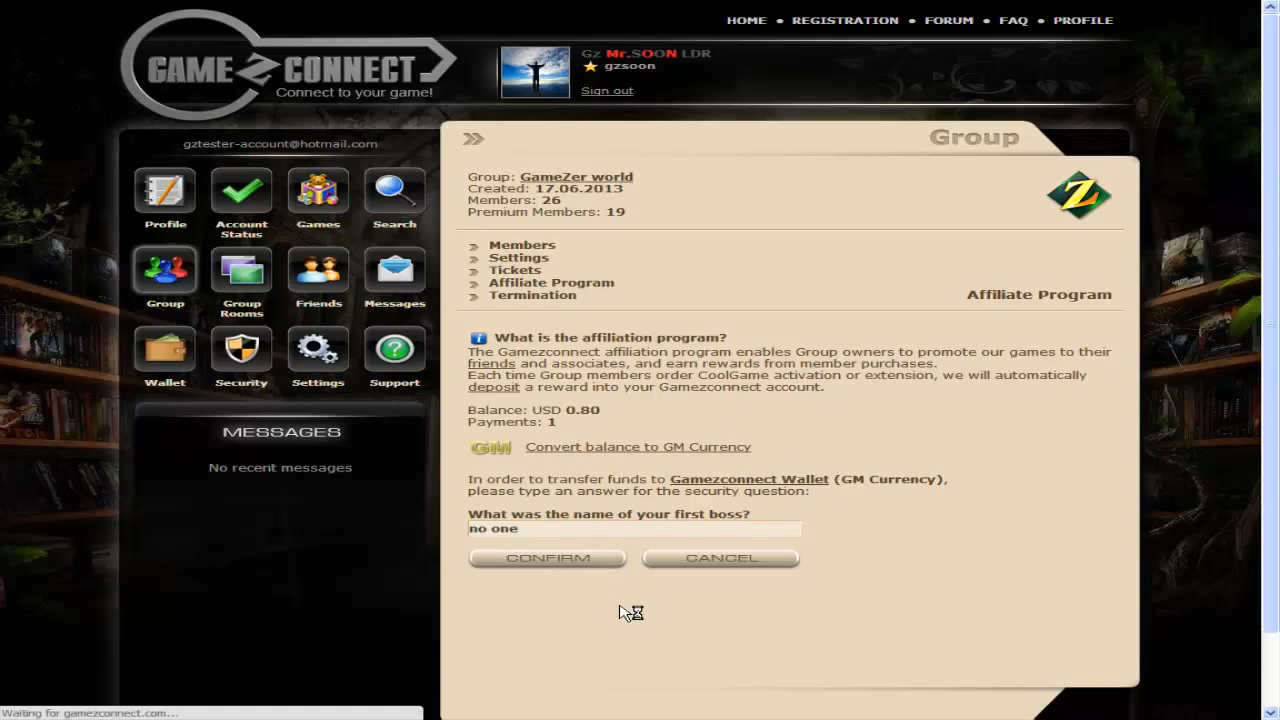 HOME • REGISTRATION • FORUM • FAQ • PROFILE
GAME Z CONNECT
Connect to your game!
Gz Mr.SOON LDR
gzsoon
Sign out
gztester-account@hotmail.com
Profile
Account Status
Games
Search
Group
Group Rooms
Friends
Messages
Wallet
Security
Settings
Support
MESSAGES
No recent messages
Group
Group: GameZer world
Created: 17.06.2013
Members: 26
Premium Members: 19
Z
Members
Settings
Tickets
Affiliate Program
Termination
Affiliate Program
What is the affiliation program?
The Gamezconnect affiliation program enables Group owners to promote our games to their
friends and associates, and earn rewards from member purchases.
Each time Group members order CoolGame activation or extension, we will automatically
deposit a reward into your Gamezconnect account.
Balance: USD 0.80
Payments: 1
GM Convert balance to GM Currency
In order to transfer funds to Gamezconnect Wallet (GM Currency),
please type an answer for the security question:
What was the name of your first boss?
no one
CONFIRM CANCEL
Waiting for gamezconnect.com...